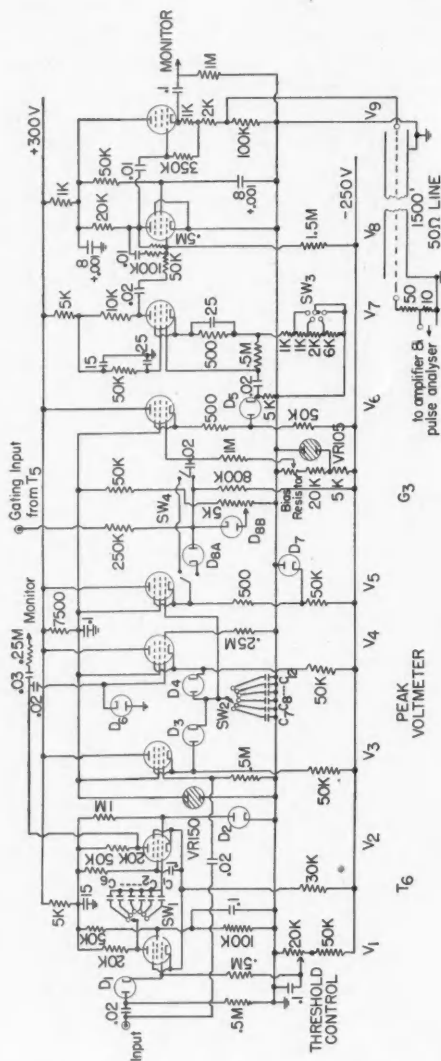 Gating Input
from T5
+300V
Monitor
.03
.25M
.02
7500
.1
5K
15
1M
250K
50K
5K
15
.25
50K
10K
.02
1K
8
+.001
20K
50K
.01
MONITOR
.1
1M
D1
.02
Input
20K
50K
SW1
C6
C2
C1
20K
50K
.1
D6
D8A
SW4
.02
.01
100K
50K
.5M
350K
1K
2K
100K
.5M
.5M
100K
.1
VR150
D2
.02
.5M
D3
D4
SW2
C7
C8
C12
.25M
500
D8B
5K
800K
1M
500
D5
.02
5K
.5M
500
.25
1K
1K
2K
6K
SW3
8
+.001
.1
20K
50K
THRESHOLD
CONTROL
30K
50K
50K
D7
50K
Bias
Resistor
20K
5K
VR105
50K
1.5M
-250V
V1
V2
V3
V4
V5
V6
V7
V8
V9
T6
PEAK
VOLTMETER
G3
50
10
to amplifier &
pulse analyser
1500'
50Ω LINE